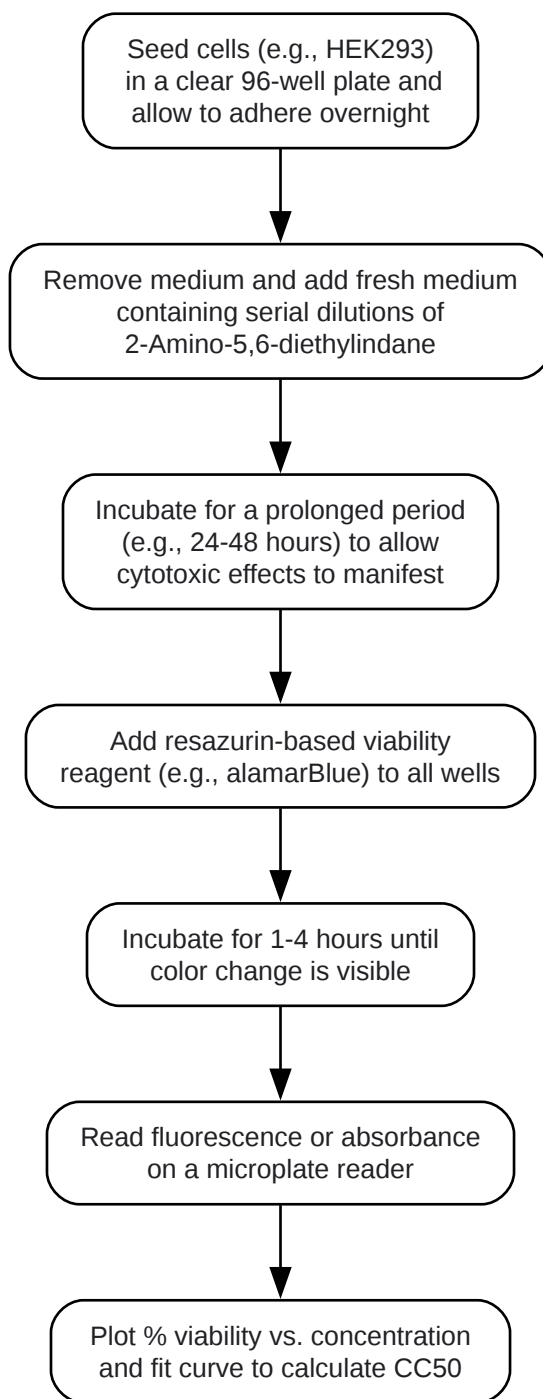 Seed cells (e.g., HEK293)
in a clear 96-well plate and
allow to adhere overnight
Remove medium and add fresh medium
containing serial dilutions of
2-Amino-5,6-diethylindane
Incubate for a prolonged period
(e.g., 24-48 hours) to allow
cytotoxic effects to manifest
Add resazurin-based viability
reagent (e.g., alamarBlue) to all wells
Incubate for 1-4 hours until
color change is visible
Read fluorescence or absorbance
on a microplate reader
Plot % viability vs. concentration
and fit curve to calculate CC50